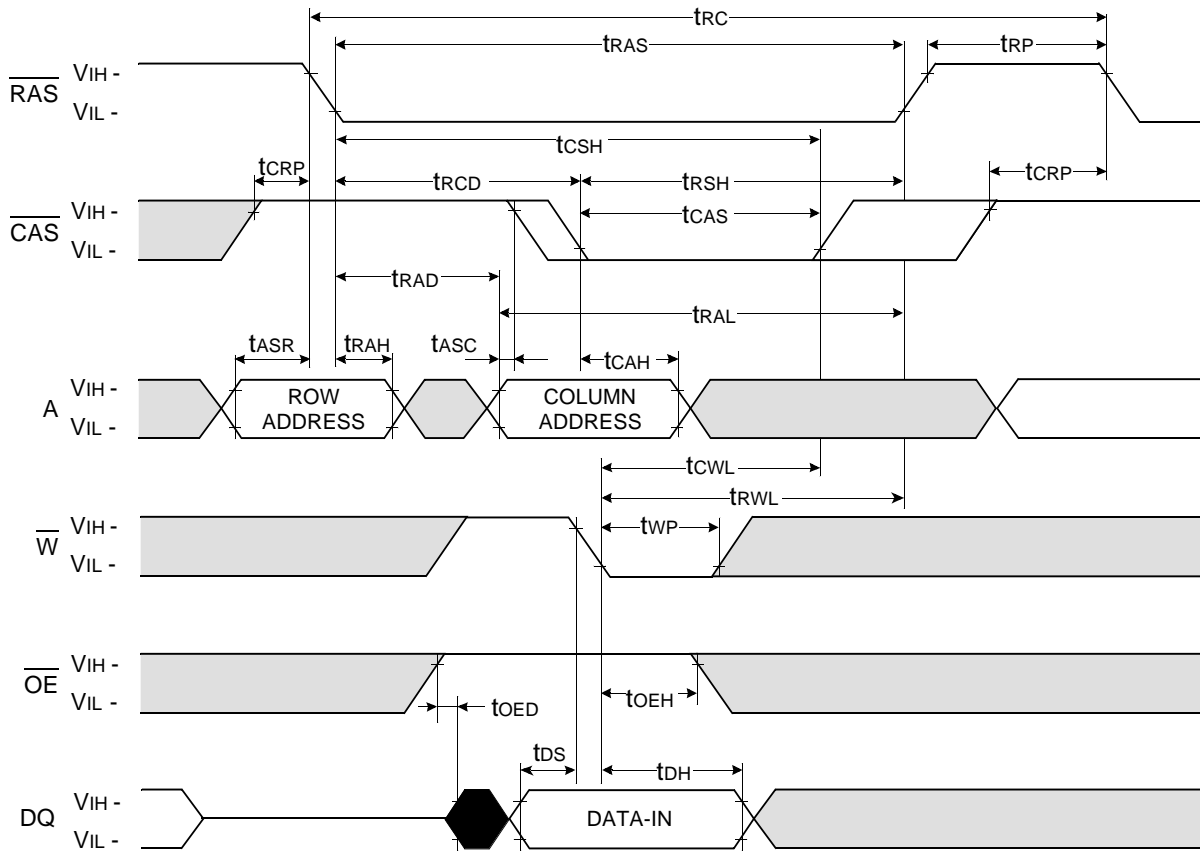 tRC
tRAS
tRP
RAS
VIH -
VIL -
tCSH
tCRP
tRCD
tRSH
tCRP
CAS
VIH -
VIL -
tCAS
tRAD
tRAL
tASR
tRAH
tASC
tCAH
A
VIH -
VIL -
ROW
ADDRESS
COLUMN
ADDRESS
tCWL
tRWL
W
VIH -
VIL -
tWP
OE
VIH -
VIL -
tOED
tOEH
tDS
tDH
DQ
VIH -
VIL -
DATA-IN